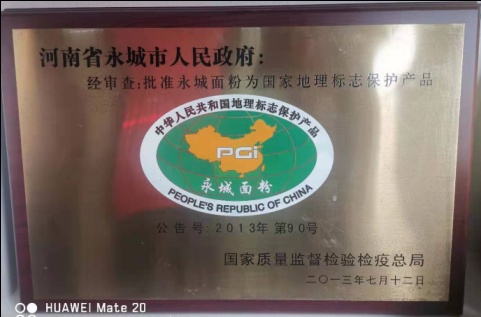 河南省永城市人民政府:
经审查:批准永城面粉为国家地理标志保护产品
中华人民共和国地理标志保护产品
PGi
永城面粉
PEOPLE'S REPUBLIC OF CHINA
公告号:2013年第90号
国家质量监督检验检疫总局
二〇一三年七月十二日
HUAWEI Mate 20